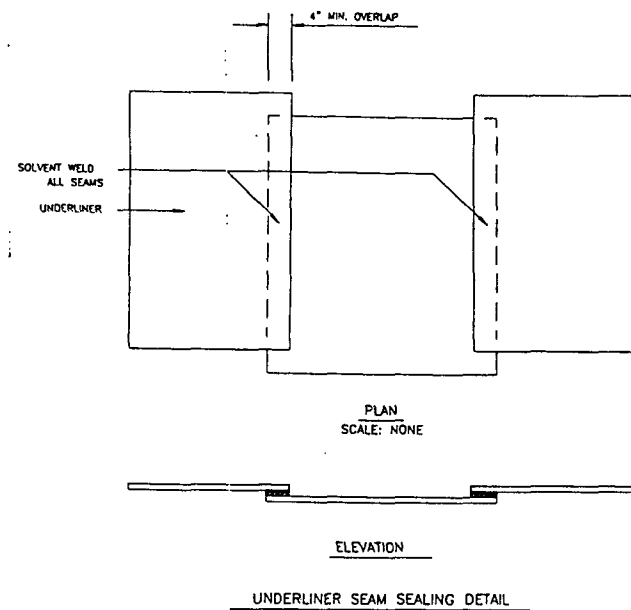 4" MIN. OVERLAP
SOLVENT WELD
ALL SEAMS
UNDERLINER
PLAN
SCALE: NONE
ELEVATION
UNDERLINER SEAM SEALING DETAIL